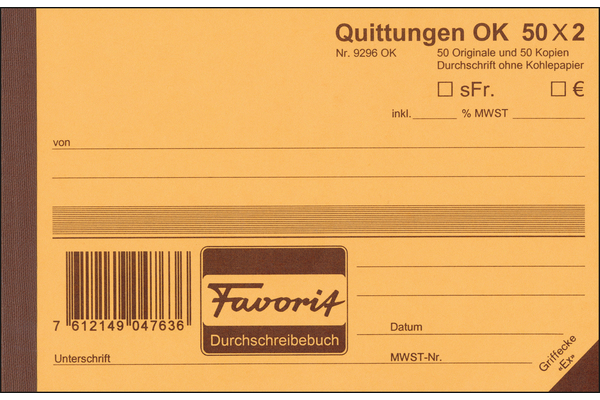 Quittungen OK 50 X 2
Nr. 9296 OK 50 Originale und 50 Kopien
Durchschrift ohne Kohlepapier
sFr. €
inkl. % MWST
von
Favorit
Durchschreibebuch
7 612149 047636
Datum
Unterschrift
MWST-Nr.
Griffecke
"Ex"